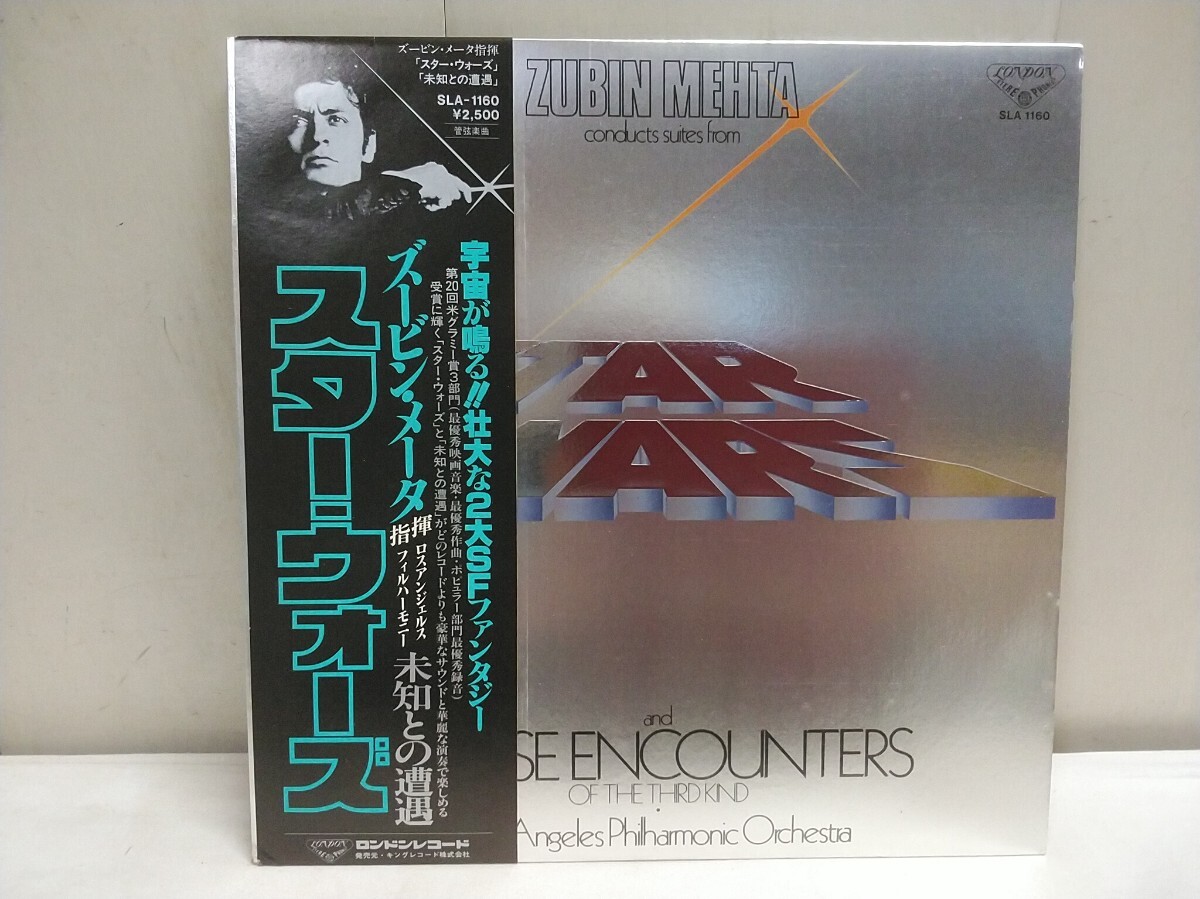 ズービン・メータ指揮
「スター・ウォーズ」
「未知との遭遇」
SLA-1160
¥2,500
管弦楽曲
宇宙が鳴る!!壮大な2大SFファンタジー
第20回米グラミー賞3部門(最優秀映画音楽・最優秀作曲・ポピュラー部門最優秀録音)
受賞に輝く「スター・ウォーズ」と「未知との遭遇」がどのレコードよりも豪華なサウンドと華麗な演奏で楽しめる
ズービン・メータ指揮
ロスアンジェルス
フィルハーモニー
未知との遭遇
スター・ウォーズ
LONDON
ロンドンレコード
発売元・キングレコード株式会社
ZUBIN MEHTA
conducts suites from
LONDON
SLA 1160
TAR
WARS
and
SE ENCOUNTERS
OF THE THIRD KIND
Angeles Philharmonic Orchestra